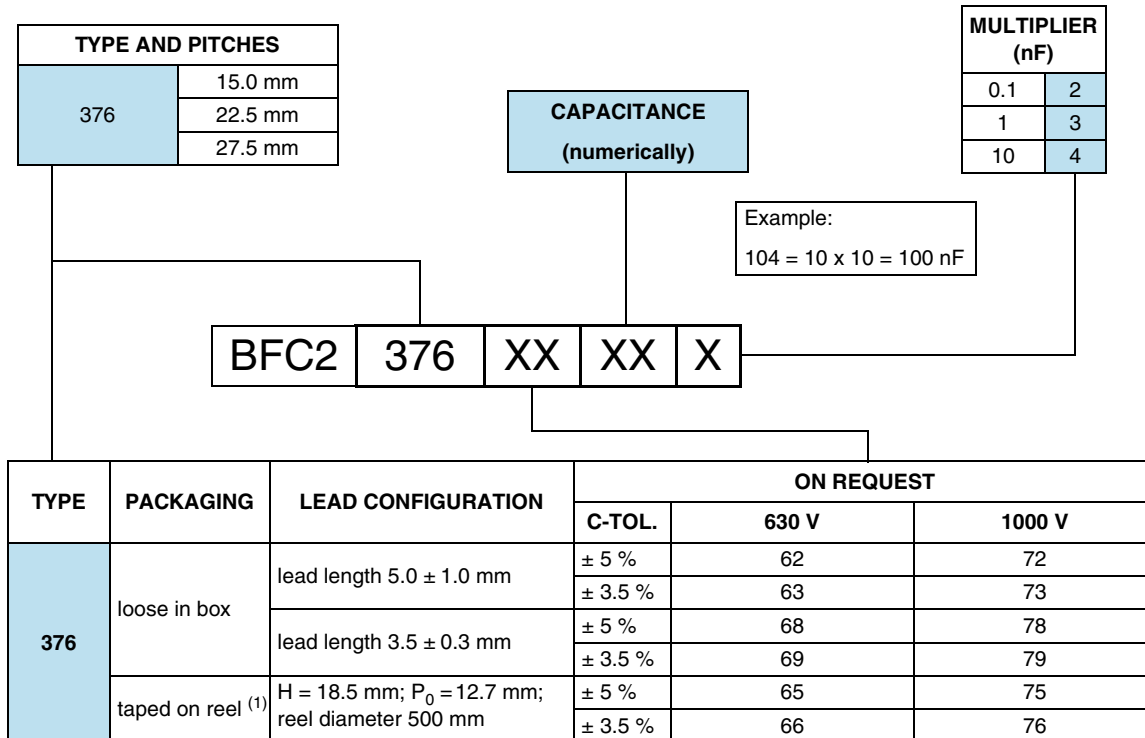 TYPE AND PITCHES
376
15.0 mm
22.5 mm
27.5 mm
CAPACITANCE
(numerically)
MULTIPLIER
(nF)
0.1 2
1 3
10 4
Example:
104 = 10 x 10 = 100 nF
BFC2 376 XX XX X
TYPE PACKAGING LEAD CONFIGURATION ON REQUEST
C-TOL. 630 V 1000 V
376
loose in box
lead length 5.0 ± 1.0 mm
± 5 % 62 72
± 3.5 % 63 73
lead length 3.5 ± 0.3 mm
± 5 % 68 78
± 3.5 % 69 79
taped on reel (1)
H = 18.5 mm; P0 = 12.7 mm;
reel diameter 500 mm
± 5 % 65 75
± 3.5 % 66 76